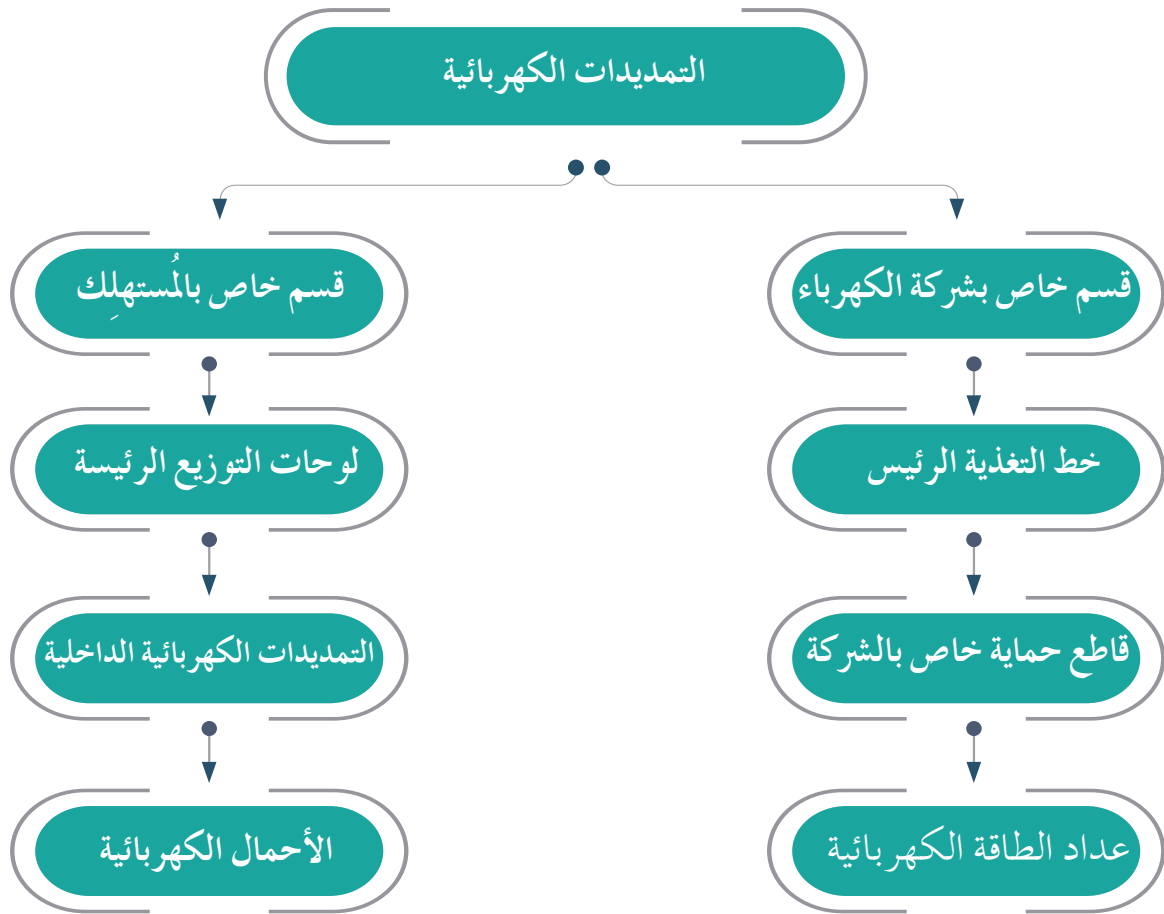 التمديدات الكهربائية
قسم خاص بشركة الكهرباء
قسم خاص بالمُستهلِك
خط التغذية الرئيس
لوحات التوزيع الرئيسة
قاطع حماية خاص بالشركة
التمديدات الكهربائية الداخلية
عداد الطاقة الكهربائية
الأحمال الكهربائية